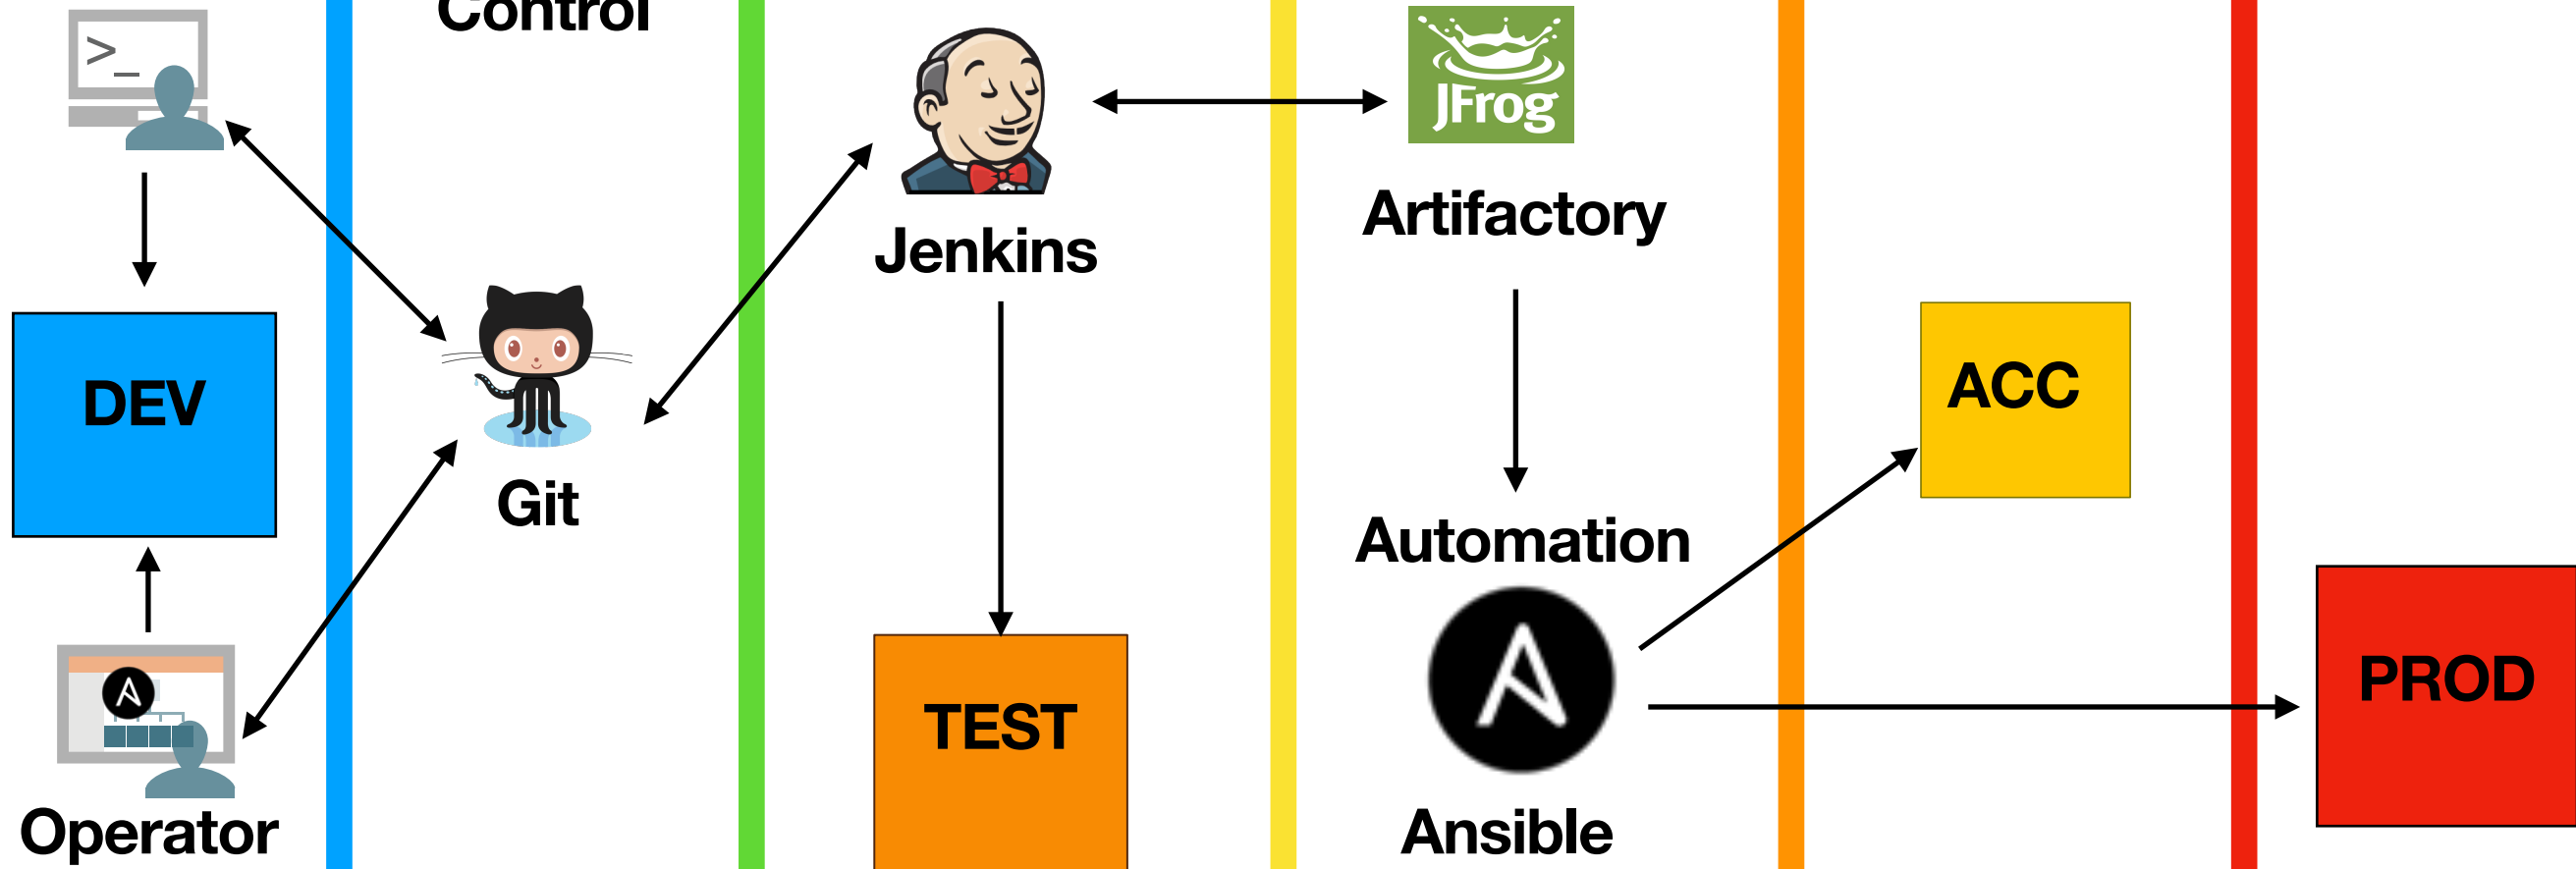 Control
>_
JFrog
Artifactory
Jenkins
DEV
ACC
Git
Automation
PROD
TEST
Operator
Ansible